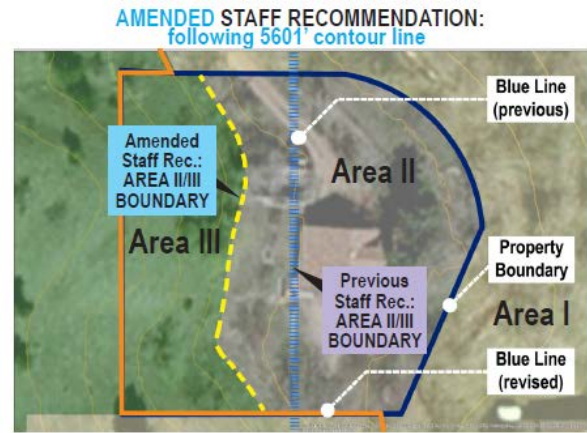 AMENDED STAFF RECOMMENDATION:
following 5601' contour line
Blue Line
(previous)
Amended
Staff Rec.:
AREA II/III
BOUNDARY
Area II
Area III
Previous
Staff Rec.:
AREA II/III
BOUNDARY
Property
Boundary
Area I
Blue Line
(revised)